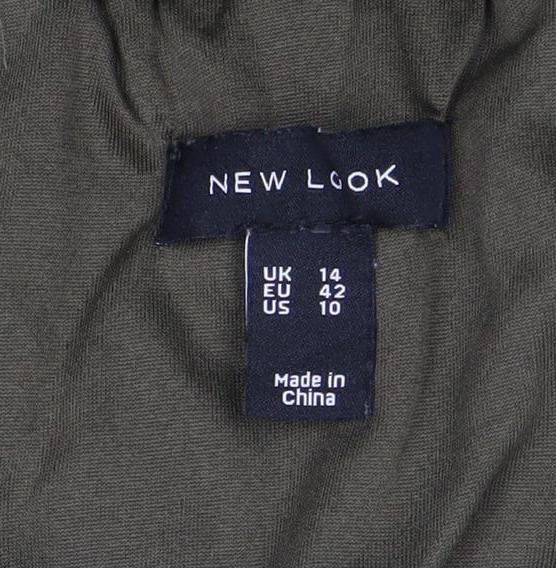 NEW LOOK
UK 14
EU 42
US 10
Made in
China